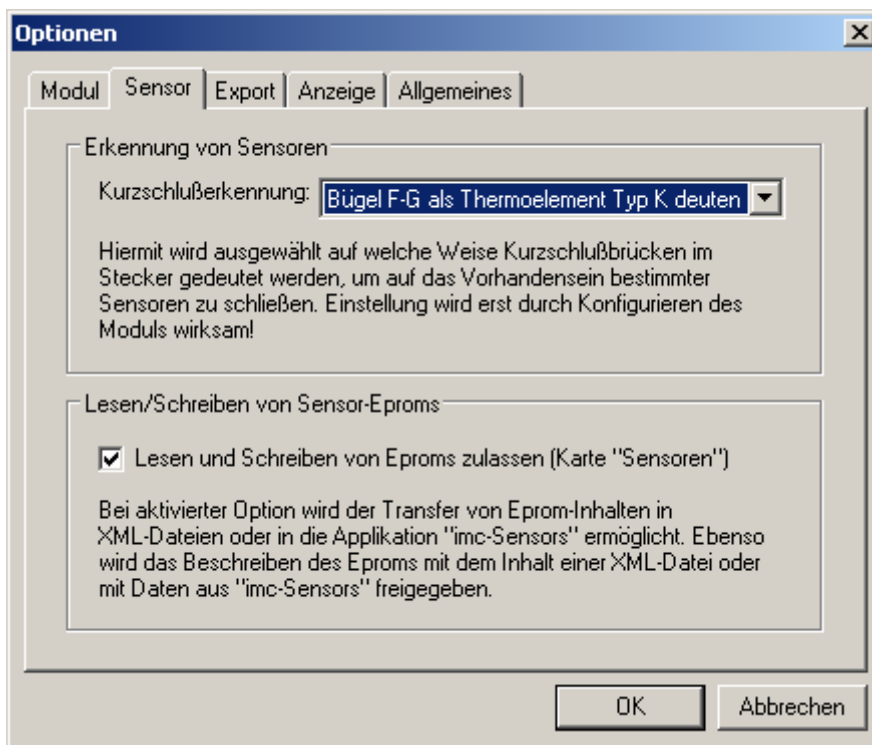 Optionen
Modul Sensor Export Anzeige Allgemeines
Erkennung von Sensoren
Kurzschlußerkennung: Bügel F-G als Thermoelement Typ K deuten
Hiermit wird ausgewählt auf welche Weise Kurzschlußbrücken im
Stecker gedeutet werden, um auf das Vorhandensein bestimmter
Sensoren zu schließen. Einstellung wird erst durch Konfigurieren des
Moduls wirksam!
Lesen/Schreiben von Sensor-Eproms
Lesen und Schreiben von Eproms zulassen (Karte "Sensoren")
Bei aktivierter Option wird der Transfer von Eprom-Inhalten in
XML-Dateien oder in die Applikation "imc-Sensors" ermöglicht. Ebenso
wird das Beschreiben des Eproms mit dem Inhalt einer XML-Datei oder
mit Daten aus "imc-Sensors" freigegeben.
OK Abbrechen